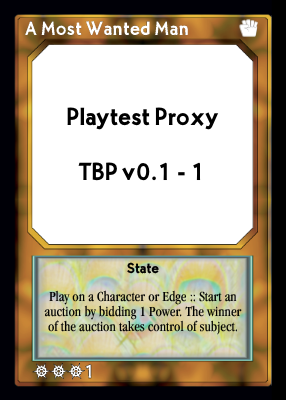 A Most Wanted Man
Playtest Proxy
TBP v0.1 - 1
State
Play on a Character or Edge :: Start an
auction by bidding 1 Power. The winner
of the auction takes control of subject.
1